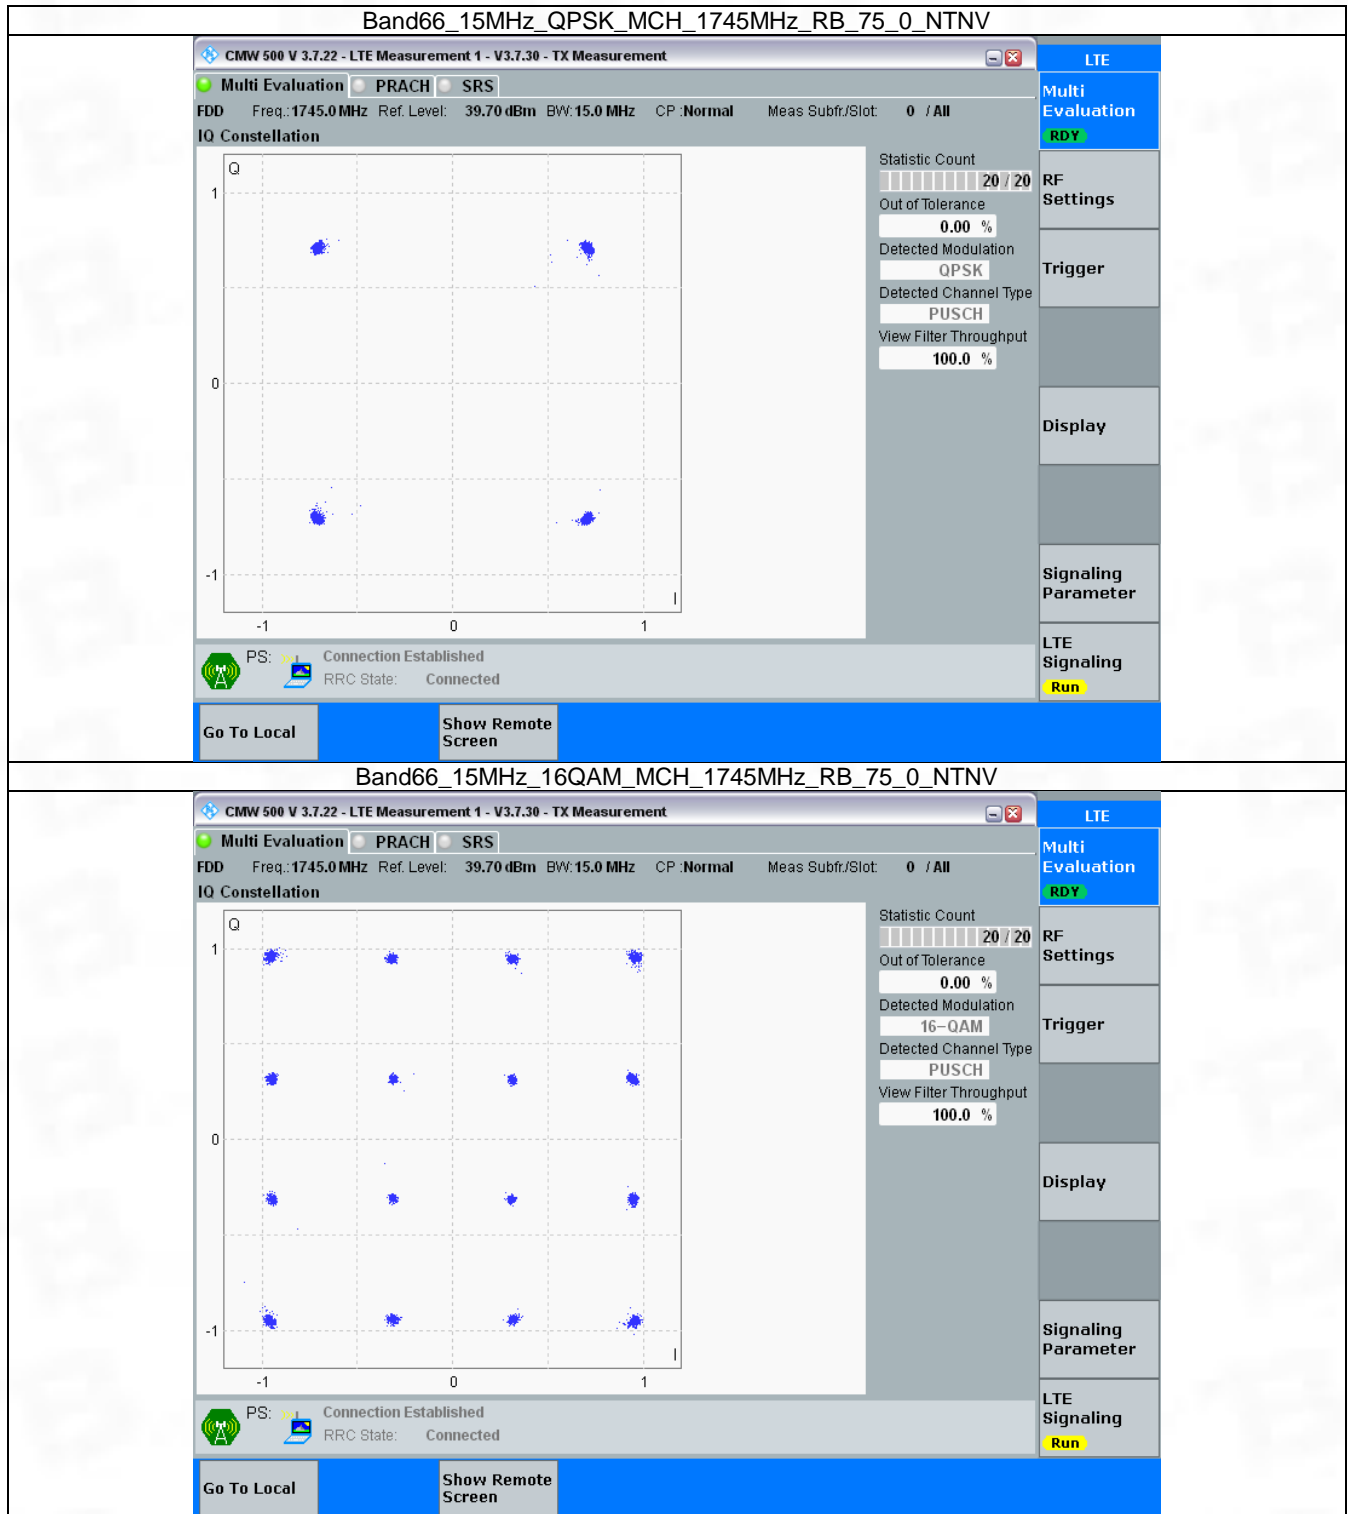 Band66_15MHz_QPSK_MCH_1745MHz_RB_75_0_NTNV
CMW 500 V 3.7.22 - LTE Measurement 1 - V3.7.30 - TX Measurement
LTE
Multi Evaluation PRACH SRS
FDD Freq.:1745.0 MHz Ref. Level: 39.70 dBm BW:15.0 MHz CP :Normal Meas Subfr./Slot: 0 / All
IQ Constellation
Q
1
0
-1
I
-1 0 1
Statistic Count
20 / 20
Out of Tolerance
0.00 %
Detected Modulation
QPSK
Detected Channel Type
PUSCH
View Filter Throughput
100.0 %
Multi
Evaluation
RDY
RF
Settings
Trigger
Display
Signaling
Parameter
LTE
Signaling
Run
PS: Connection Established
RRC State: Connected
Go To Local
Show Remote
Screen
Band66_15MHz_16QAM_MCH_1745MHz_RB_75_0_NTNV
CMW 500 V 3.7.22 - LTE Measurement 1 - V3.7.30 - TX Measurement
LTE
Multi Evaluation PRACH SRS
FDD Freq.:1745.0 MHz Ref. Level: 39.70 dBm BW:15.0 MHz CP :Normal Meas Subfr./Slot: 0 / All
IQ Constellation
Q
1
0
-1
I
-1 0 1
Statistic Count
20 / 20
Out of Tolerance
0.00 %
Detected Modulation
16-QAM
Detected Channel Type
PUSCH
View Filter Throughput
100.0 %
Multi
Evaluation
RDY
RF
Settings
Trigger
Display
Signaling
Parameter
LTE
Signaling
Run
PS: Connection Established
RRC State: Connected
Go To Local
Show Remote
Screen